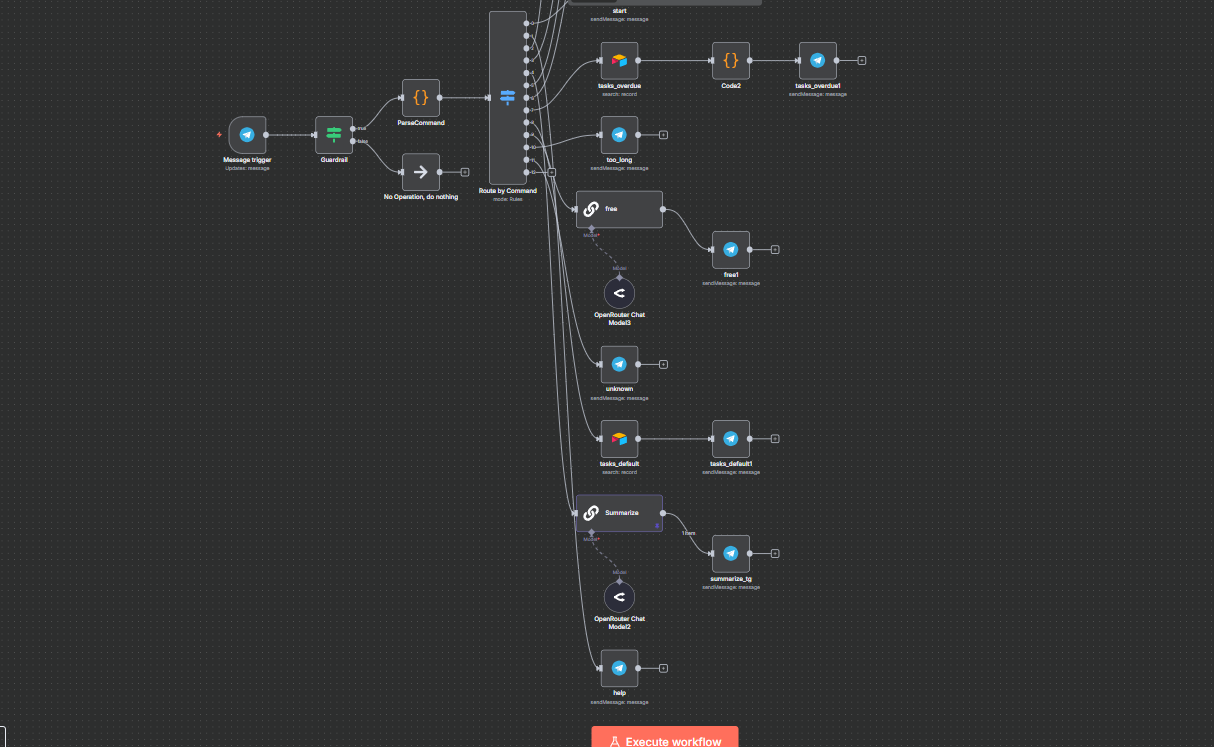 start
sendMessage: message
tasks_overdue
search: record
{}
Code2
tasks_overdue1
sendMessage: message
{}
ParseCommand
Message trigger
Updates: message
Guardrail
true
false
No Operation, do nothing
Route by Command
mode: Rules
too_long
sendMessage: message
free
Model*
free1
sendMessage: message
Model
OpenRouter Chat
Model3
unknown
sendMessage: message
tasks_default
search: record
tasks_default1
sendMessage: message
Summarize
1 item
Model*
summarize_tg
sendMessage: message
Model
OpenRouter Chat
Model2
help
sendMessage: message
Execute workflow